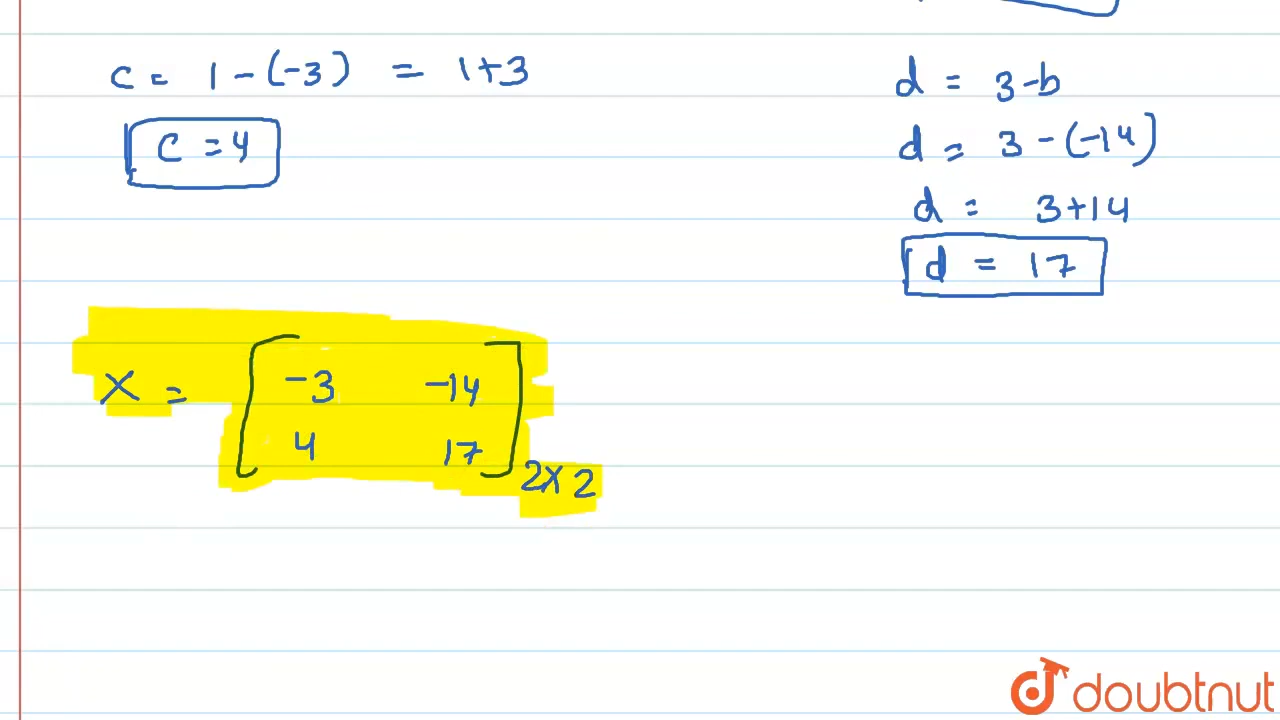 c = 1 - (-3) = 1+3
c = 4
d = 3 - b
d = 3 - (-14)
d = 3+14
d = 17
X = [ -3 -14
4 17 ] 2x2
doubtnut